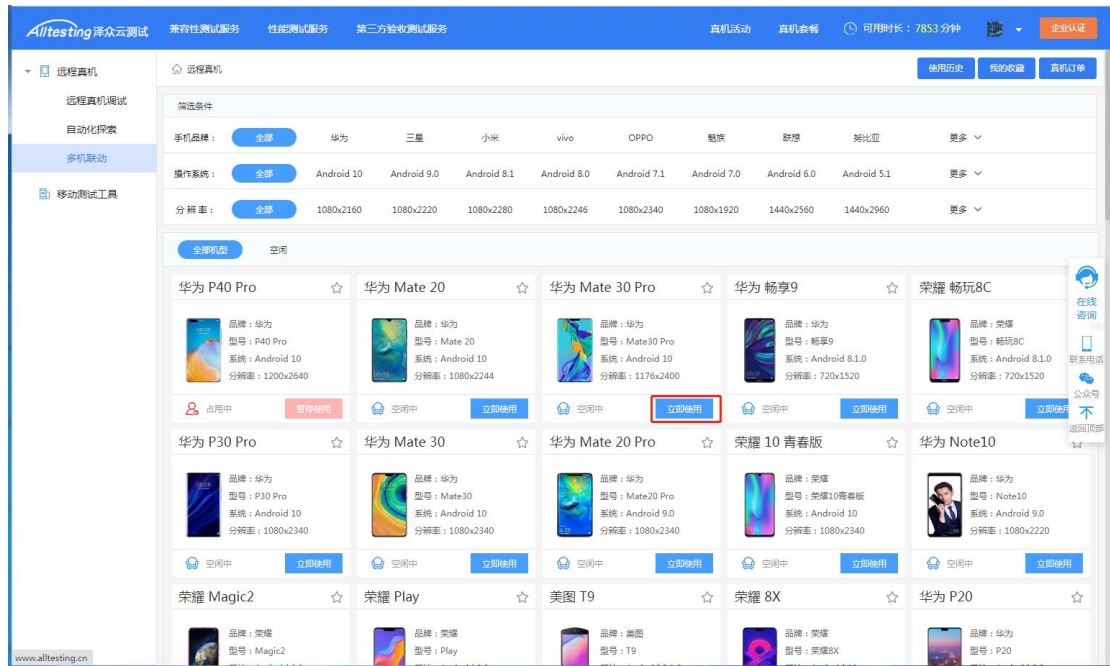 Alltesting泽众云测试 兼容性测试服务 性能测试服务 第三方验收测试服务 真机活动 真机套餐 可用时长：7853 分钟 企业认证
远程真机 远程真机 使用历史 我的收藏 真机订单
远程真机调试
自动化探索
多机联动
移动测试工具
筛选条件
手机品牌： 全部 华为 三星 小米 vivo OPPO 魅族 联想 努比亚 更多
操作系统： 全部 Android 10 Android 9.0 Android 8.1 Android 8.0 Android 7.1 Android 7.0 Android 6.0 Android 5.1 更多
分辨率： 全部 1080x2160 1080x2220 1080x2280 1080x2246 1080x2340 1080x1920 1440x2560 1440x2960 更多
全部机型 空闲
华为 P40 Pro 华为 Mate 20 华为 Mate 30 Pro 华为 畅享9 荣耀 畅玩8C
品牌：华为 品牌：华为 品牌：华为 品牌：华为 品牌：荣耀
型号：P40 Pro 型号：Mate 20 型号：Mate30 Pro 型号：畅享9 型号：畅玩8C
系统：Android 10 系统：Android 10 系统：Android 10 系统：Android 8.1.0 系统：Android 8.1.0
分辨率：1200x2640 分辨率：1080x2244 分辨率：1176x2400 分辨率：720x1520 分辨率：720x1520
占用中 暂停使用 空闲中 立即使用 空闲中 立即使用 空闲中 立即使用 空闲中 立即使用
华为 P30 Pro 华为 Mate 30 华为 Mate 20 Pro 荣耀 10 青春版 华为 Note10
品牌：华为 品牌：华为 品牌：华为 品牌：荣耀 品牌：华为
型号：P30 Pro 型号：Mate30 型号：Mate20 Pro 型号：荣耀10青春版 型号：Note10
系统：Android 10 系统：Android 10 系统：Android 9.0 系统：Android 10 系统：Android 9.0
分辨率：1080x2340 分辨率：1080x2340 分辨率：1080x2340 分辨率：1080x2340 分辨率：1080x2220
空闲中 立即使用 空闲中 立即使用 空闲中 立即使用 空闲中 立即使用 空闲中 立即使用
荣耀 Magic2 荣耀 Play 美图 T9 荣耀 8X 华为 P20
品牌：荣耀 品牌：荣耀 品牌：美图 品牌：荣耀 品牌：华为
型号：Magic2 型号：Play 型号：T9 型号：荣耀8X 型号：P20
在线
咨询
联系电话
公众号
返回顶部
www.alltesting.cn